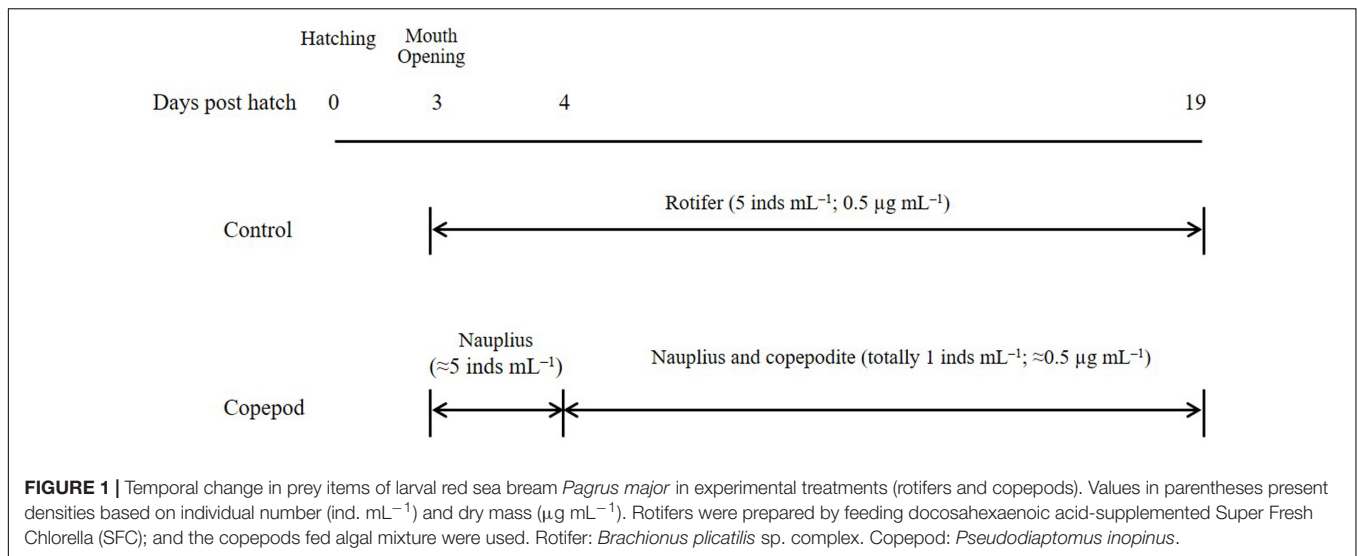 Hatching
Mouth
Opening
Days post hatch 0 3 4 19
Rotifer (5 inds mL⁻¹; 0.5 µg mL⁻¹)
Control
Nauplius
(≈5 inds mL⁻¹)
Nauplius and copepodite (totally 1 inds mL⁻¹; ≈0.5 µg mL⁻¹)
Copepod
FIGURE 1 | Temporal change in prey items of larval red sea bream Pagrus major in experimental treatments (rotifers and copepods). Values in parentheses present
densities based on individual number (ind. mL⁻¹) and dry mass (µg mL⁻¹). Rotifers were prepared by feeding docosahexaenoic acid-supplemented Super Fresh
Chlorella (SFC); and the copepods fed algal mixture were used. Rotifer: Brachionus plicatilis sp. complex. Copepod: Pseudodiaptomus inopinus.